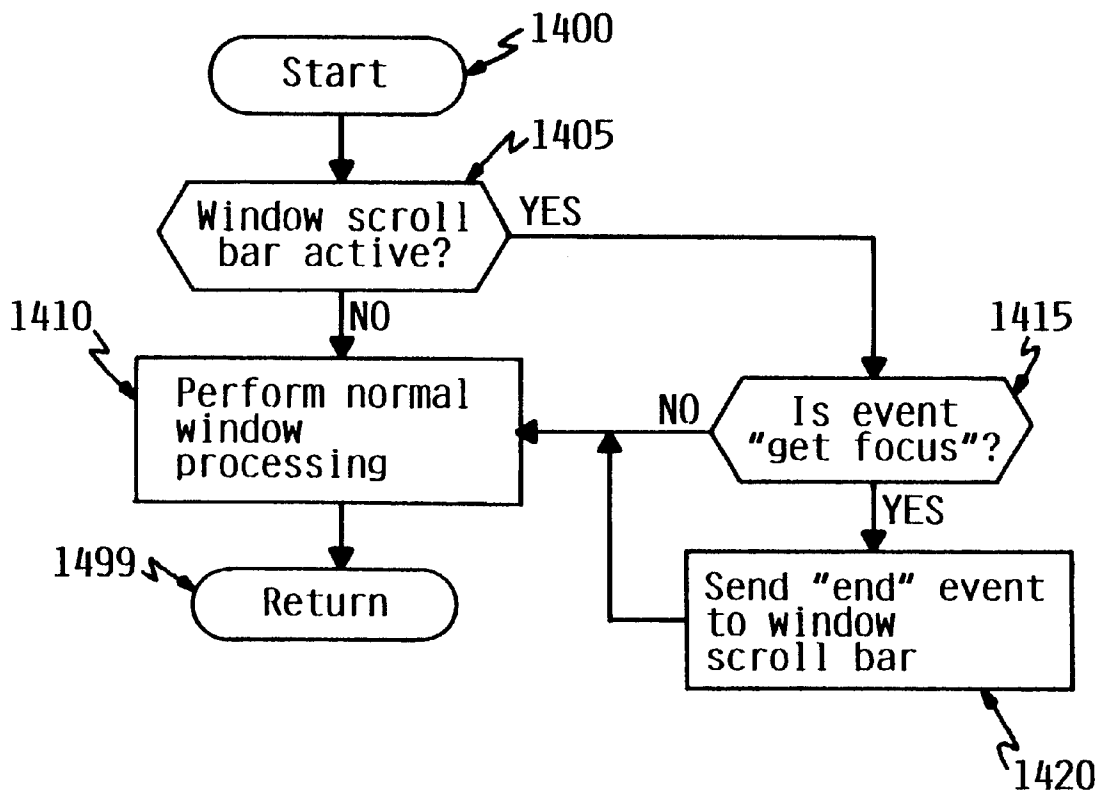 1400
Start
1405
Window scroll
bar active?
YES
NO
1410
1415
Perform normal
window
processing
NO
Is event
"get focus"?
YES
1499
Return
Send "end" event
to window
scroll bar
1420